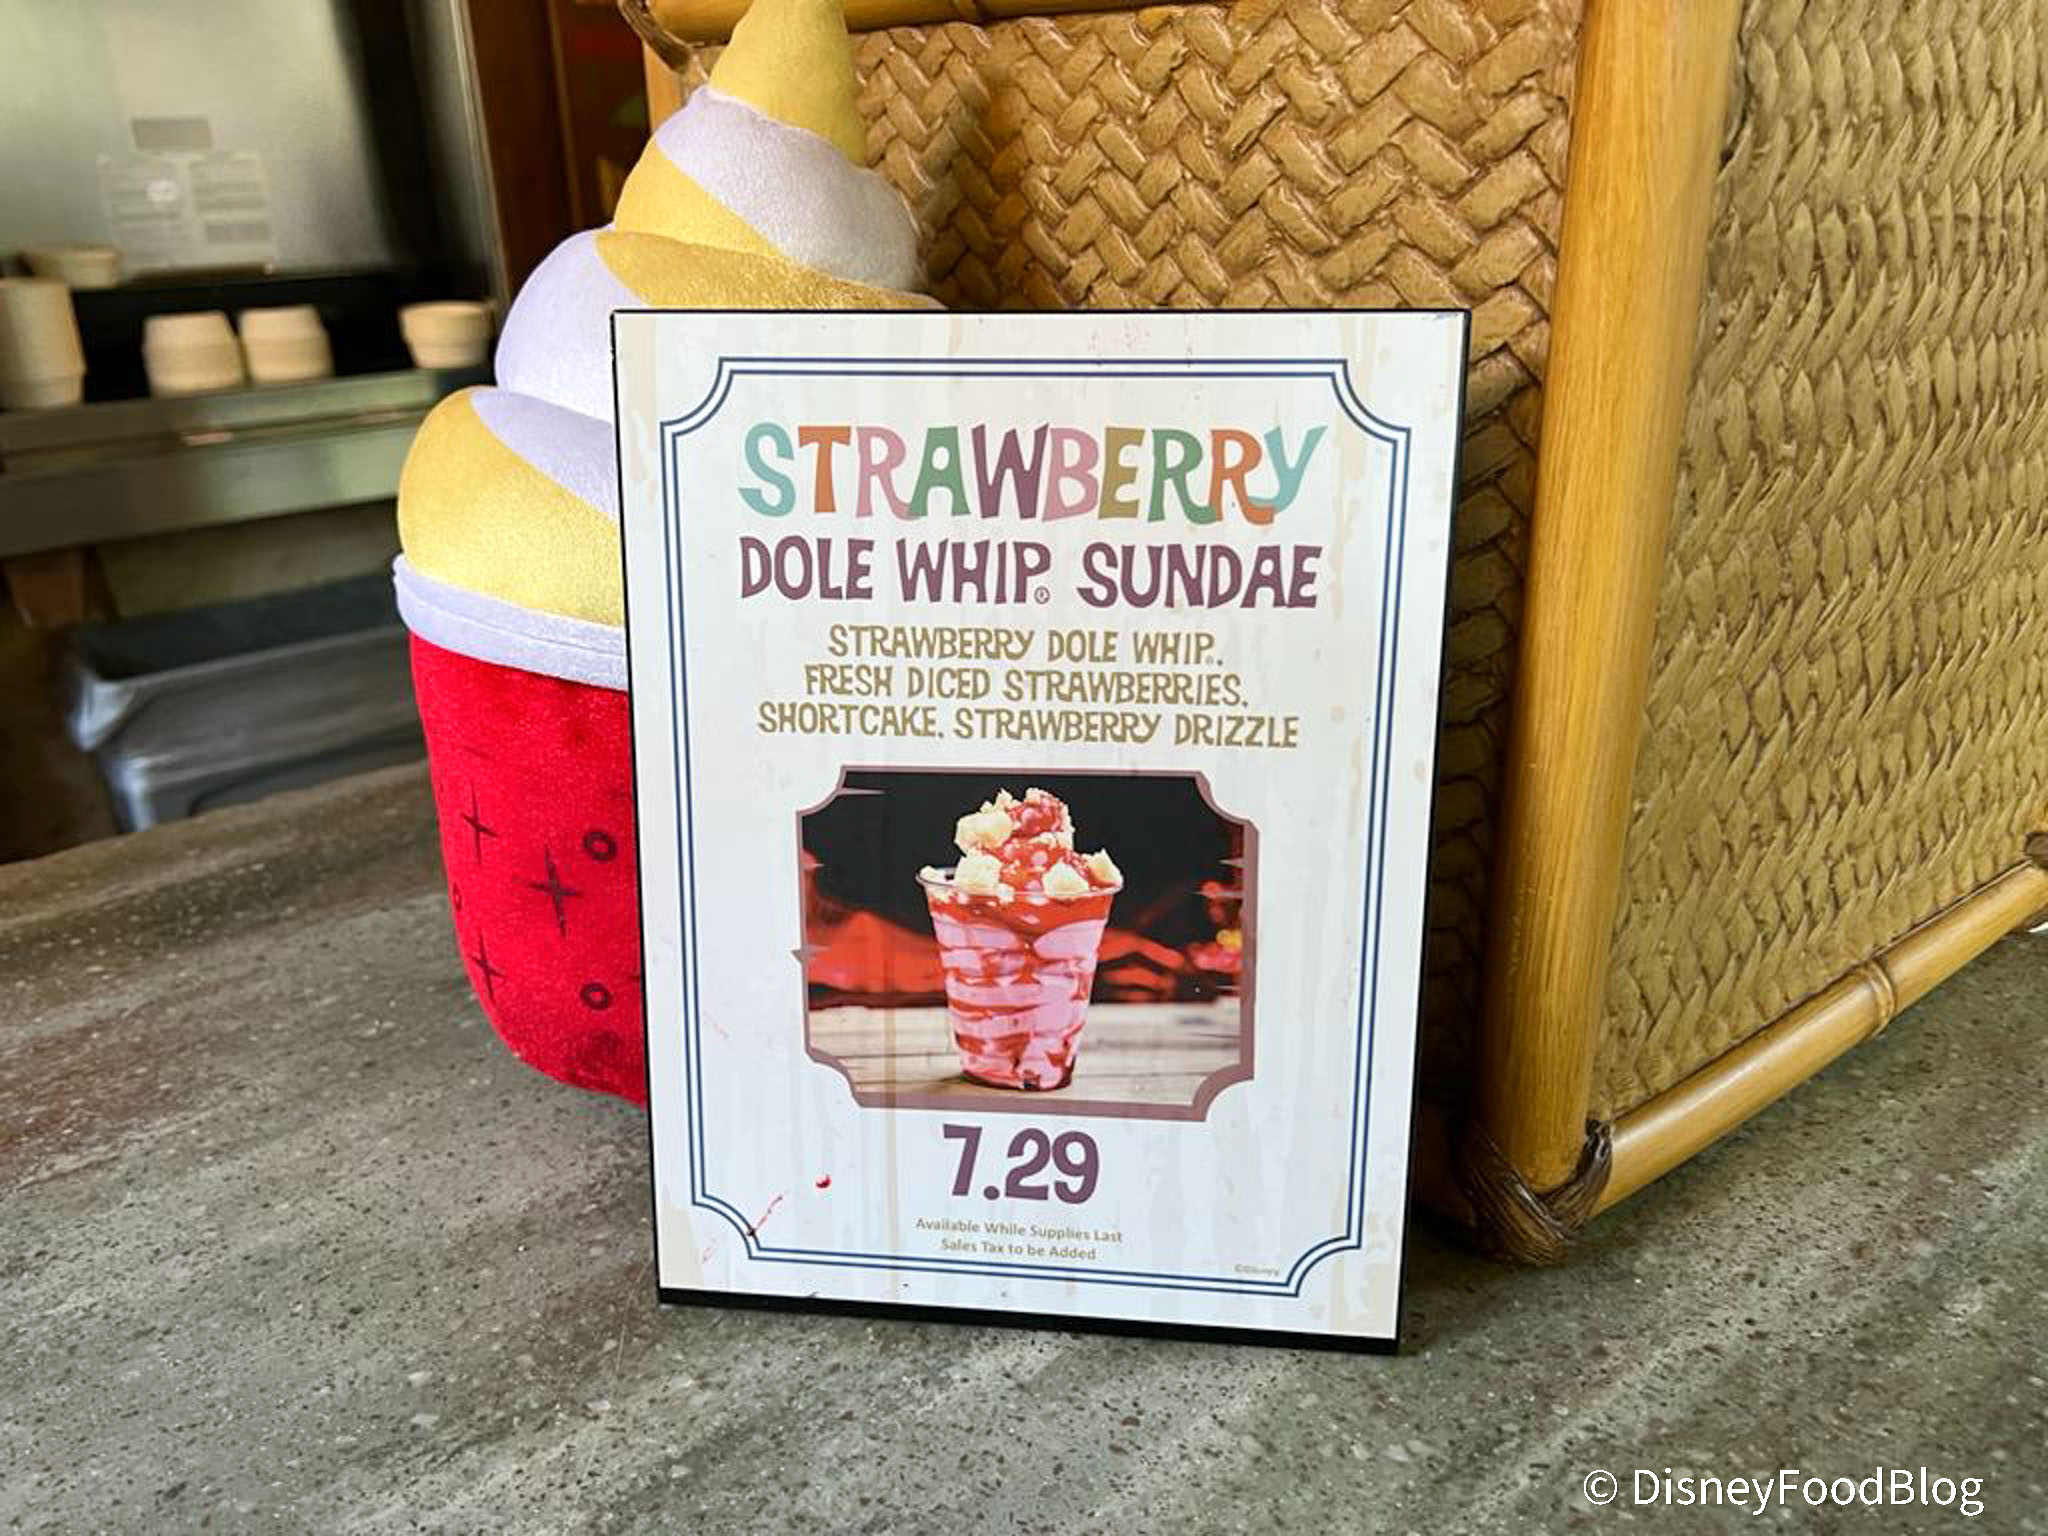 STRAWBERRY
DOLE WHIP® SUNDAE
STRAWBERRY DOLE WHIP®,
FRESH DICED STRAWBERRIES,
SHORTCAKE, STRAWBERRY DRIZZLE
7.29
Available While Supplies Last
Sales Tax to be Added
©Disney
© DisneyFoodBlog